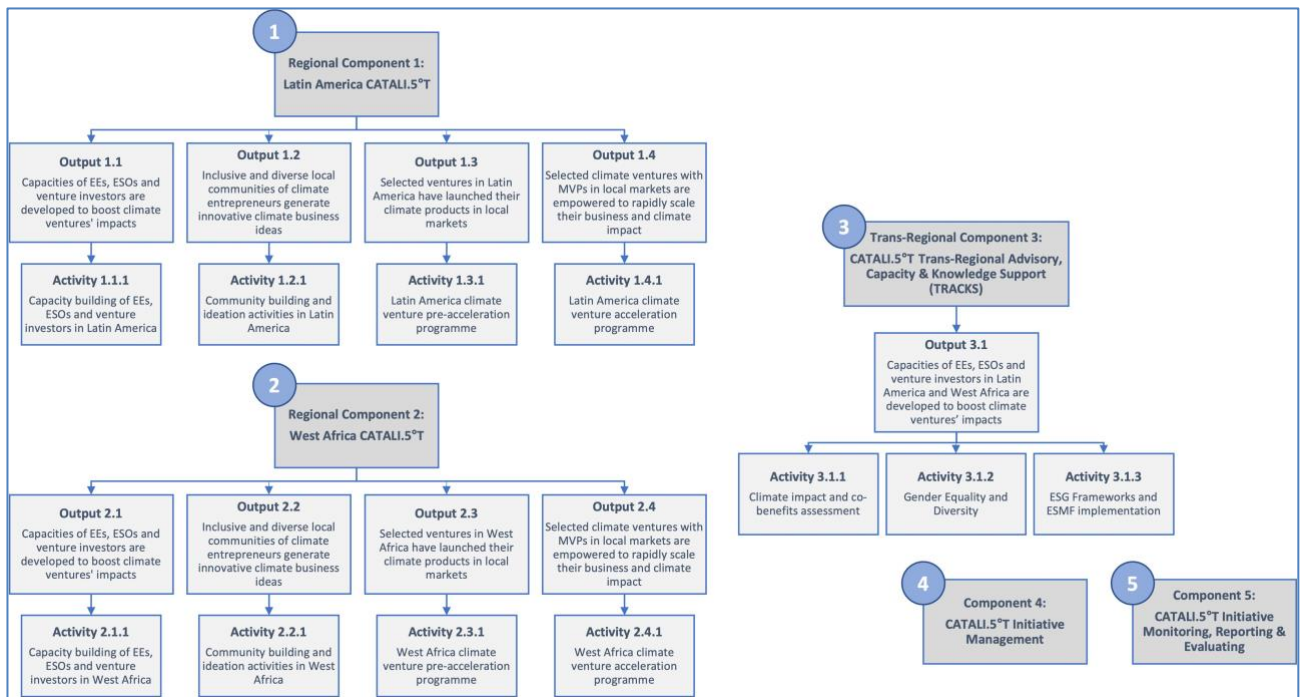 1
Regional Component 1:
Latin America CATALI.5°T
Output 1.1
Capacities of EEs, ESOs and
venture investors are
developed to boost climate
ventures' impacts
Output 1.2
Inclusive and diverse local
communities of climate
entrepreneurs generate
innovative climate business
ideas
Output 1.3
Selected ventures in Latin
America have launched their
climate products in local
markets
Output 1.4
Selected climate ventures with
MVPs in local markets are
empowered to rapidly scale
their business and climate
impact
Activity 1.1.1
Capacity building of EEs,
ESOs and venture
investors in Latin America
Activity 1.2.1
Community building and
ideation activities in Latin
America
Activity 1.3.1
Latin America climate
venture pre-acceleration
programme
Activity 1.4.1
Latin America climate
venture acceleration
programme
2
Regional Component 2:
West Africa CATALI.5°T
Output 2.1
Capacities of EEs, ESOs and
venture investors are
developed to boost climate
ventures' impacts
Output 2.2
Inclusive and diverse local
communities of climate
entrepreneurs generate
innovative climate business
ideas
Output 2.3
Selected ventures in West
Africa have launched their
climate products in local
markets
Output 2.4
Selected climate ventures with
MVPs in local markets are
empowered to rapidly scale
their business and climate
impact
Activity 2.1.1
Capacity building of EEs,
ESOs and venture
investors in West Africa
Activity 2.2.1
Community building and
ideation activities in West
Africa
Activity 2.3.1
West Africa climate
venture pre-acceleration
programme
Activity 2.4.1
West Africa climate
venture acceleration
programme
3
Trans-Regional Component 3:
CATALI.5°T Trans-Regional Advisory,
Capacity & Knowledge Support
(TRACKS)
Output 3.1
Capacities of EEs, ESOs and
venture investors in Latin
America and West Africa are
developed to boost climate
ventures' impacts
Activity 3.1.1
Climate impact and co-
benefits assessment
Activity 3.1.2
Gender Equality and
Diversity
Activity 3.1.3
ESG Frameworks and
ESMF implementation
4
Component 4:
CATALI.5°T Initiative
Management
5
Component 5:
CATALI.5°T Initiative
Monitoring, Reporting &
Evaluating